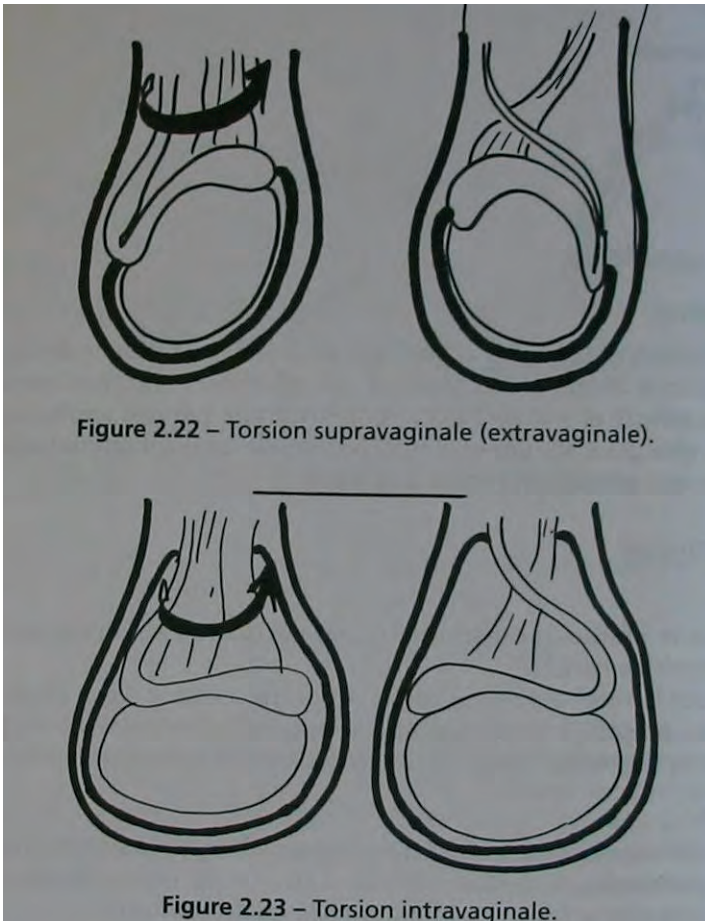 Figure 2.22 – Torsion supravaginale (extravaginale).
Figure 2.23 – Torsion intravaginale.